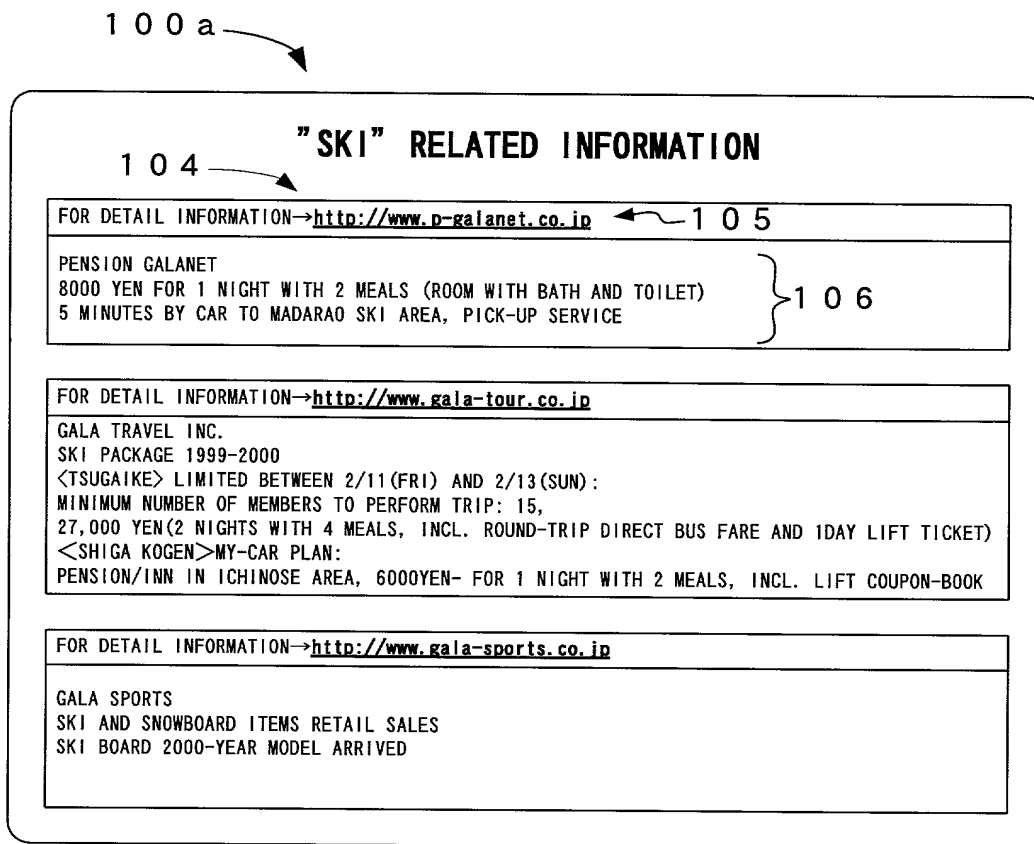 100a
"SKI" RELATED INFORMATION
104
FOR DETAIL INFORMATION→http://www.p-galanet.co.jp
105
PENSION GALANET
8000 YEN FOR 1 NIGHT WITH 2 MEALS (ROOM WITH BATH AND TOILET)
5 MINUTES BY CAR TO MADARAO SKI AREA, PICK-UP SERVICE
106
FOR DETAIL INFORMATION→http://www.gala-tour.co.jp
GALA TRAVEL INC.
SKI PACKAGE 1999-2000
<TSUGAIKE> LIMITED BETWEEN 2/11(FRI) AND 2/13(SUN):
MINIMUM NUMBER OF MEMBERS TO PERFORM TRIP: 15,
27,000 YEN(2 NIGHTS WITH 4 MEALS, INCL. ROUND-TRIP DIRECT BUS FARE AND 1DAY LIFT TICKET)
<SHIGA KOGEN>MY-CAR PLAN:
PENSION/INN IN ICHINOSE AREA, 6000YEN- FOR 1 NIGHT WITH 2 MEALS, INCL. LIFT COUPON-BOOK
FOR DETAIL INFORMATION→http://www.gala-sports.co.jp
GALA SPORTS
SKI AND SNOWBOARD ITEMS RETAIL SALES
SKI BOARD 2000-YEAR MODEL ARRIVED